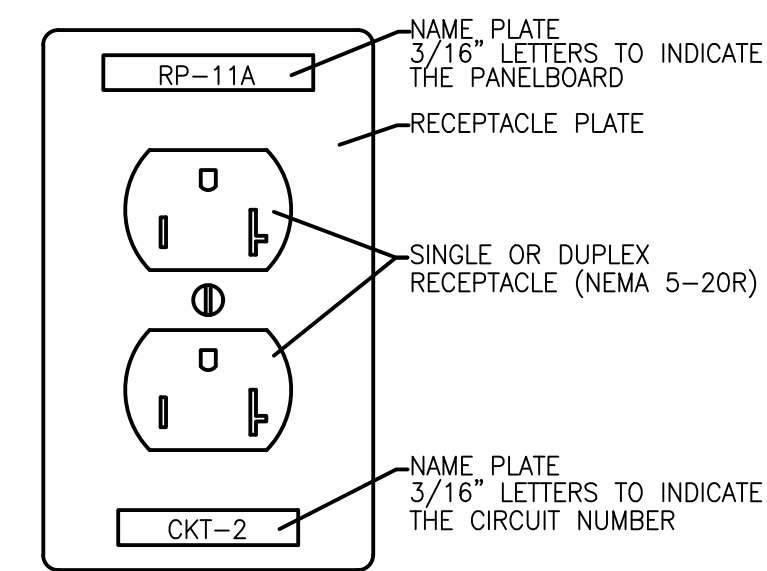 NAME PLATE
3/16” LETTERS TO INDICATE
THE PANELBOARD
RP-11A
RECEPTACLE PLATE
SINGLE OR DUPLEX
RECEPTACLE (NEMA 5-20R)
NAME PLATE
3/16” LETTERS TO INDICATE
THE CIRCUIT NUMBER
CKT-2